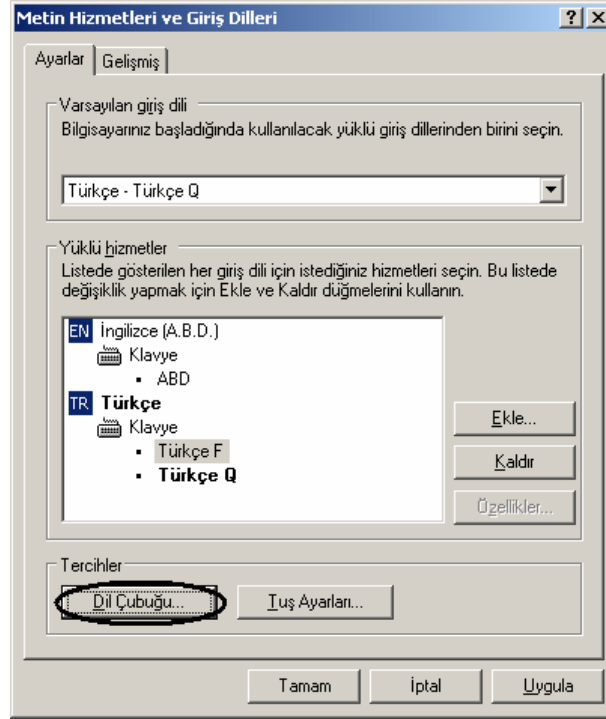 Metin Hizmetleri ve Giriş Dilleri
Ayarlar Gelişmiş
Varsayılan giriş dili
Bilgisayarınız başladığında kullanılacak yüklü giriş dillerinden birini seçin.
Türkçe - Türkçe Q
Yüklü hizmetler
Listede gösterilen her giriş dili için istediğiniz hizmetleri seçin. Bu listede
değişiklik yapmak için Ekle ve Kaldır düğmelerini kullanın.
EN İngilizce (A.B.D.)
Klavye
ABD
TR Türkçe
Klavye
Türkçe F
Türkçe Q
Ekle...
Kaldır
Özellikler...
Tercihler
Dil Çubuğu... Tuş Ayarları...
Tamam İptal Uygula